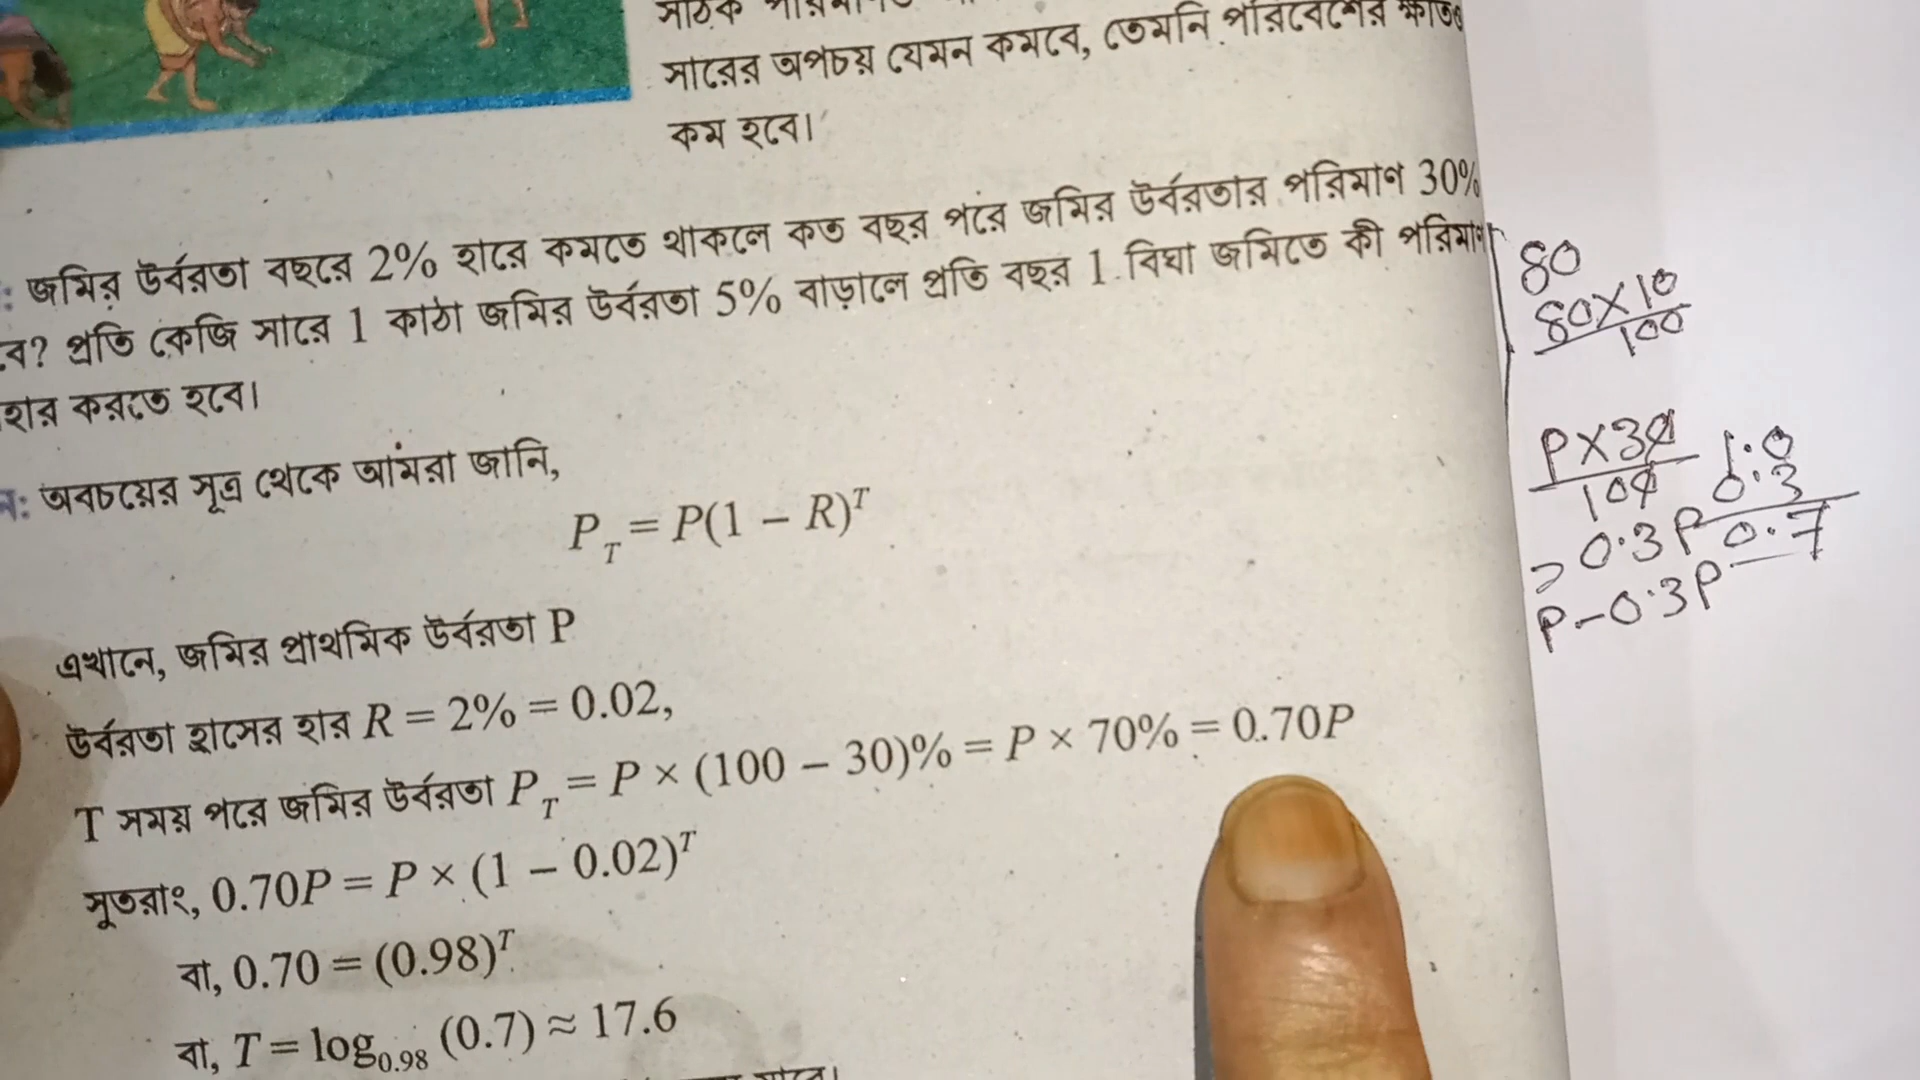 সারের অপচয় যেমন কমবে, তেমনি পরিবেশের
কম হবে।
: জমির উর্বরতা বছরে 2% হারে কমতে থাকলে কত বছর পরে জমির উর্বরতার পরিমাণ 30%
বে? প্রতি কেজি সারে 1 কাঠা জমির উর্বরতা 5% বাড়ালে প্রতি বছর 1 বিঘা জমিতে কী পরিমাণ
হার করতে হবে।
ন: অবচয়ের সূত্র থেকে আমরা জানি,
P_T = P(1 − R)^T
এখানে, জমির প্রাথমিক উর্বরতা P
উর্বরতা হ্রাসের হার R = 2% = 0.02,
T সময় পরে জমির উর্বরতা P_T = P × (100 − 30)% = P × 70% = 0.70P
সুতরাং, 0.70P = P × (1 − 0.02)^T
বা, 0.70 = (0.98)^T
বা, T = log_0.98 (0.7) ≈ 17.6
80
80×10
100
P×30
100
1.0
0.3
0.7
> 0.3P
P-0.3P